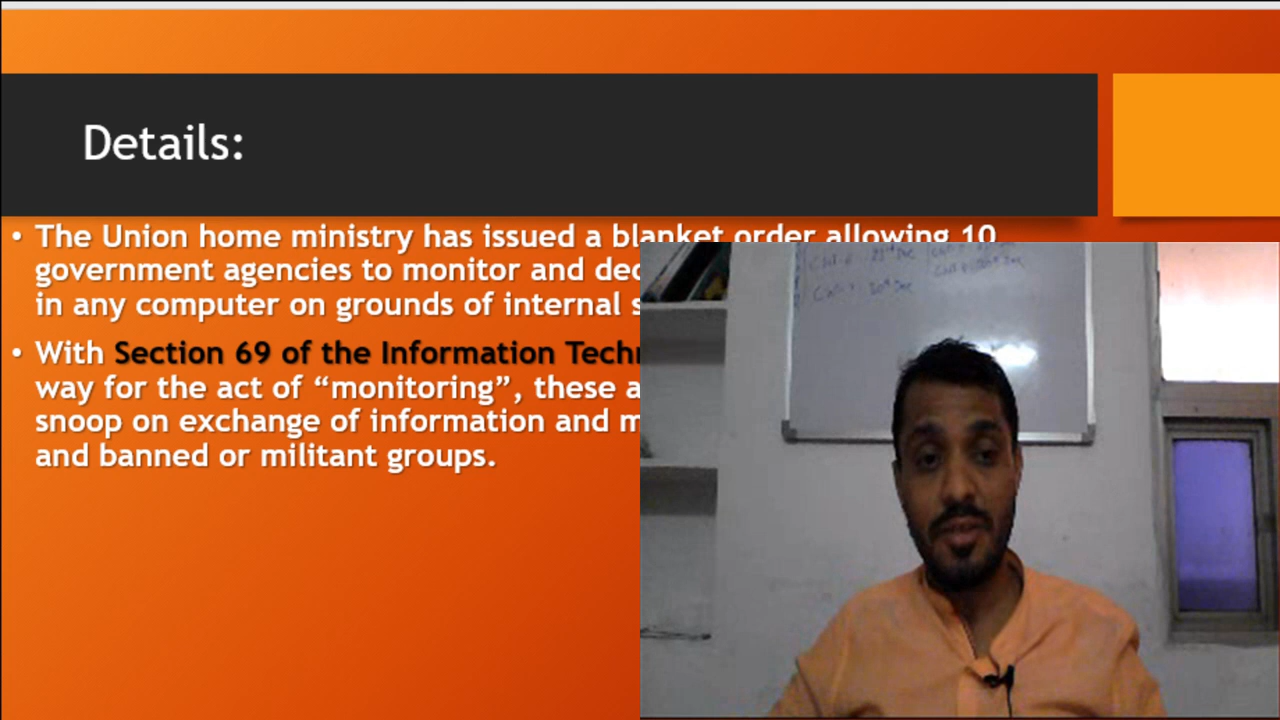 Details:
• The Union home ministry has issued a blanket order allowing 10
government agencies to monitor and dec
in any computer on grounds of internal s
• With Section 69 of the Information Techn
way for the act of “monitoring”, these a
snoop on exchange of information and m
and banned or militant groups.